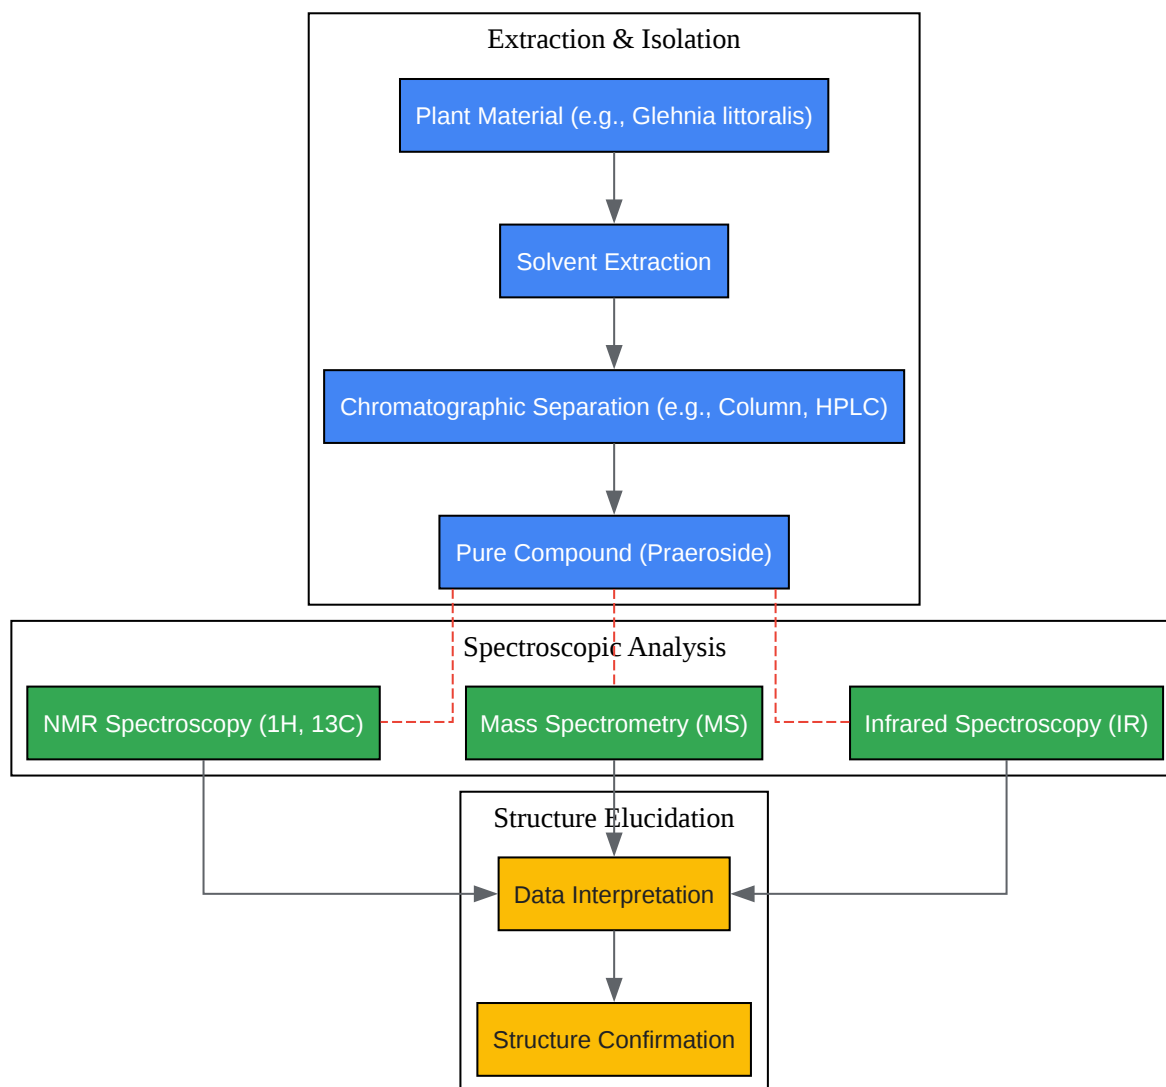 Extraction & Isolation
Plant Material (e.g., Glehnia littoralis)
Solvent Extraction
Chromatographic Separation (e.g., Column, HPLC)
Pure Compound (Praeroside)
Spectroscopic Analysis
NMR Spectroscopy (1H, 13C)
Mass Spectrometry (MS)
Infrared Spectroscopy (IR)
Structure Elucidation
Data Interpretation
Structure Confirmation